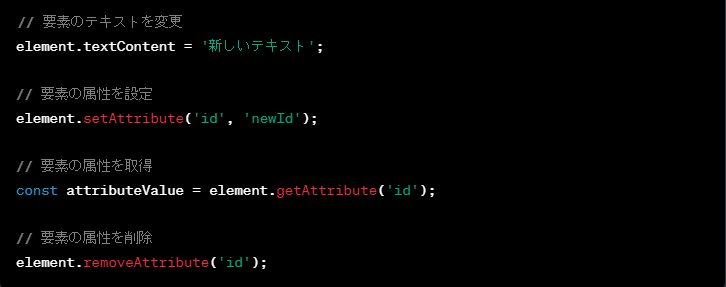 // 要素のテキストを変更
element.textContent = '新しいテキスト';
// 要素の属性を設定
element.setAttribute('id', 'newId');
// 要素の属性を取得
const attributeValue = element.getAttribute('id');
// 要素の属性を削除
element.removeAttribute('id');